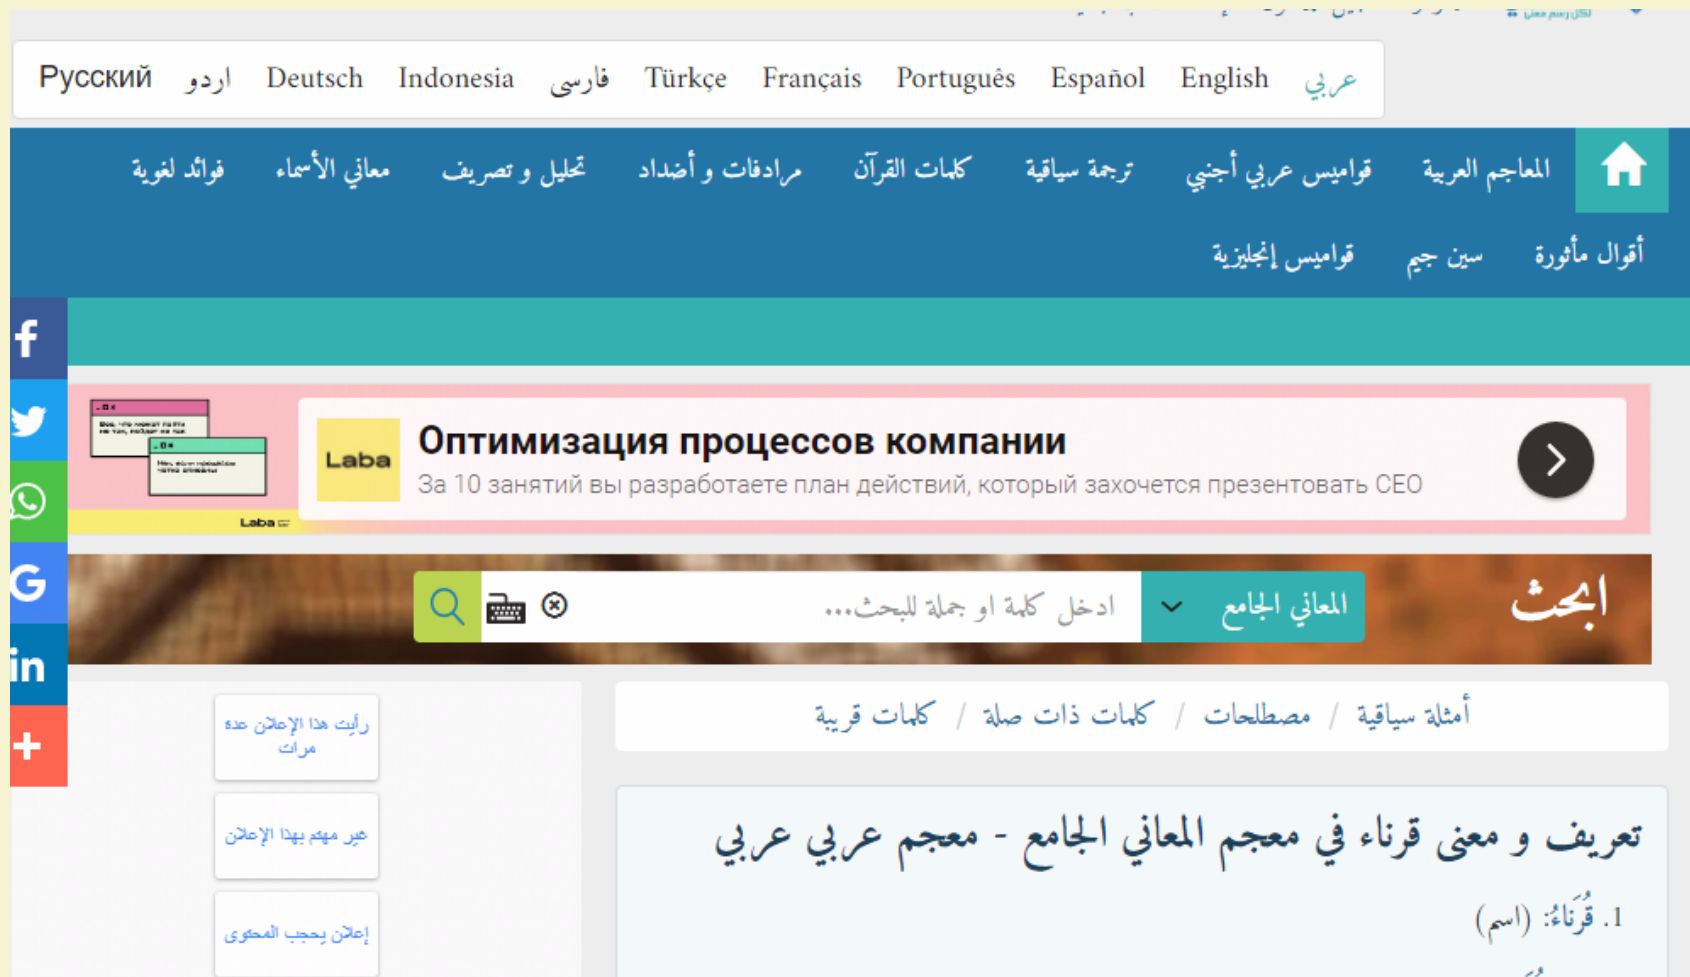 عربي English Español Português Français Türkçe فارسی Indonesia Deutsch اردو Русский
المعاجم العربية قواميس عربي أجنبي ترجمة سياقية كلمات القرآن مرادفات و أضداد تحليل و تصريف معاني الأسماء فوائد لغوية
أقوال مأثورة سين جيم قواميس إنجليزية
Laba
Оптимизация процессов компании
За 10 занятий вы разработаете план действий, который захочется презентовать CEO
Laba
ابحث
المعاني الجامع
ادخل كلمة او جملة للبحث...
أمثلة سياقية / مصطلحات / كلمات ذات صلة / كلمات قريبة
رأيت هذا الإعلان عدة
مرات
غير مهتم بهذا الإعلان
إعلان يحجب المحتوى
تعريف و معنى قرناء في معجم المعاني الجامع - معجم عربي عربي
1. قُرَناءُ: (اسم)